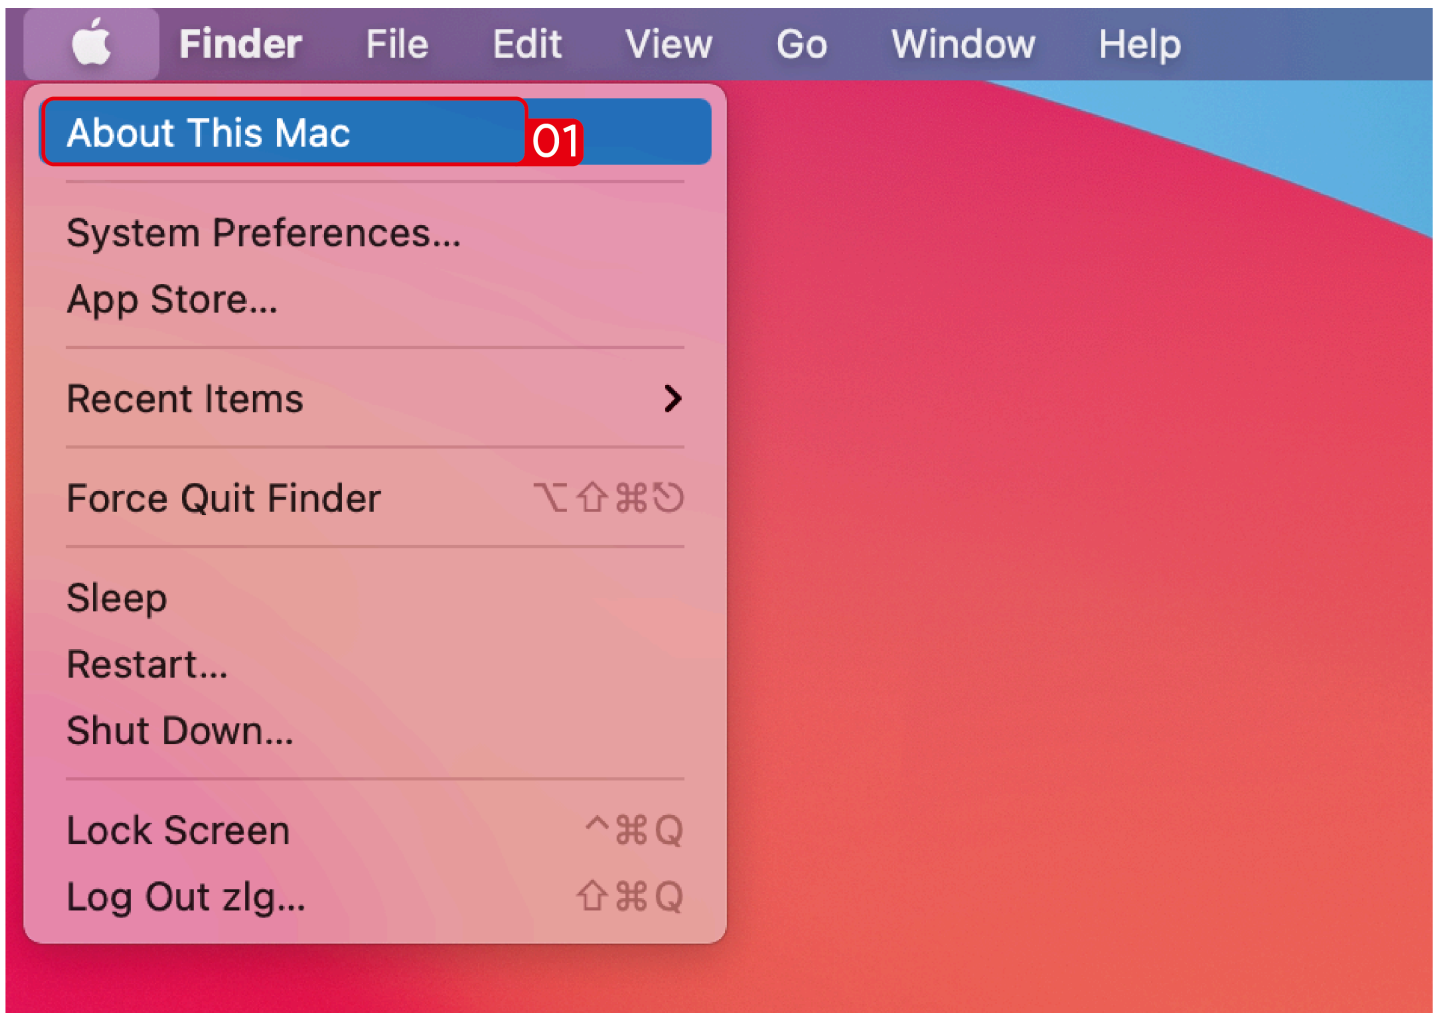 Finder File Edit View Go Window Help
About This Mac 01
System Preferences...
App Store...
Recent Items
Force Quit Finder ⌥⇧⌘⎋
Sleep
Restart...
Shut Down...
Lock Screen ^⌘Q
Log Out zlg... ⇧⌘Q